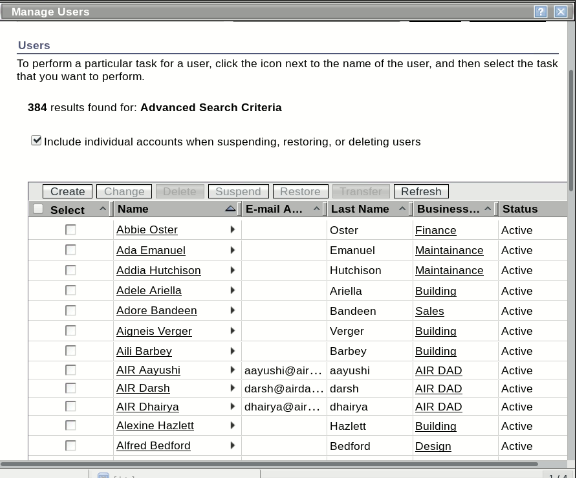 Manage Users
Users
To perform a particular task for a user, click the icon next to the name of the user, and then select the task
that you want to perform.
384 results found for: Advanced Search Criteria
Include individual accounts when suspending, restoring, or deleting users
Create Change Delete Suspend Restore Transfer Refresh
Select Name E-mail A... Last Name Business... Status
Abbie Oster Oster Finance Active
Ada Emanuel Emanuel Maintainance Active
Addia Hutchison Hutchison Maintainance Active
Adele Ariella Ariella Building Active
Adore Bandeen Bandeen Sales Active
Aigneis Verger Verger Building Active
Aili Barbey Barbey Building Active
AIR Aayushi aayushi@air... aayushi AIR DAD Active
AIR Darsh darsh@airda... darsh AIR DAD Active
AIR Dhairya dhairya@air... dhairya AIR DAD Active
Alexine Hazlett Hazlett Building Active
Alfred Bedford Bedford Design Active